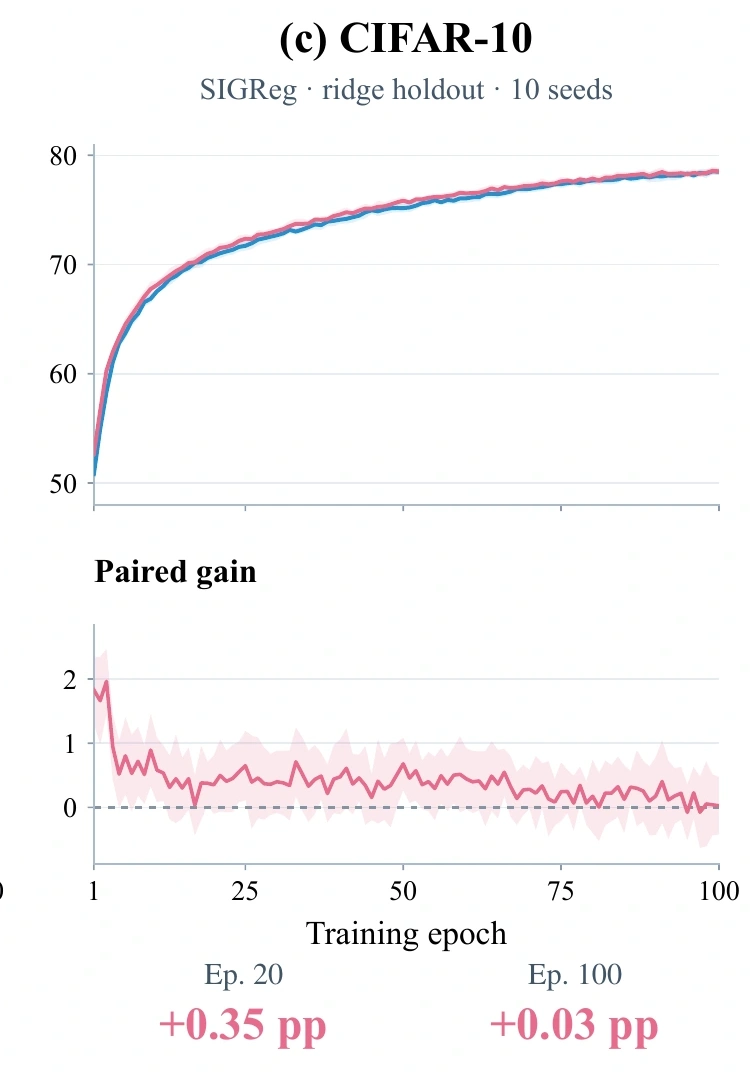 (c) CIFAR-10
SIGReg · ridge holdout · 10 seeds
80
70
60
50
Paired gain
2
1
0
0
1 25 50 75 100
Training epoch
Ep. 20 Ep. 100
+0.35 pp +0.03 pp